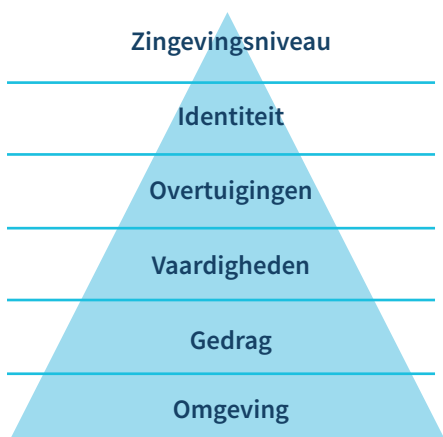 Zingevingsniveau
Identiteit
Overtuigingen
Vaardigheden
Gedrag
Omgeving